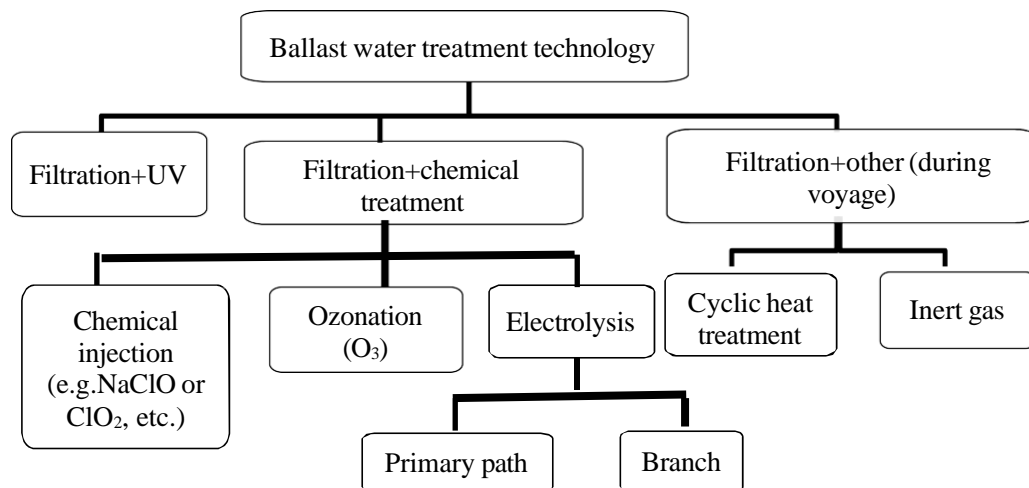 Ballast water treatment technology
Filtration+UV
Filtration+chemical
treatment
Filtration+other (during
voyage)
Chemical
injection
(e.g.NaClO or
ClO₂, etc.)
Ozonation
(O₃)
Electrolysis
Cyclic heat
treatment
Inert gas
Primary path
Branch